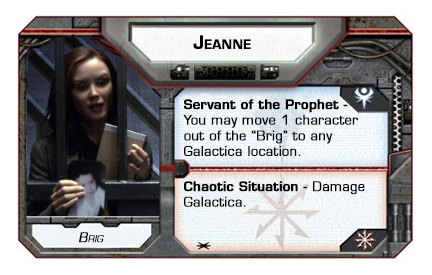 JEANNE
Servant of the Prophet -
You may move 1 character
out of the "Brig" to any
Galactica location.
Chaotic Situation - Damage
Galactica.
BRIG